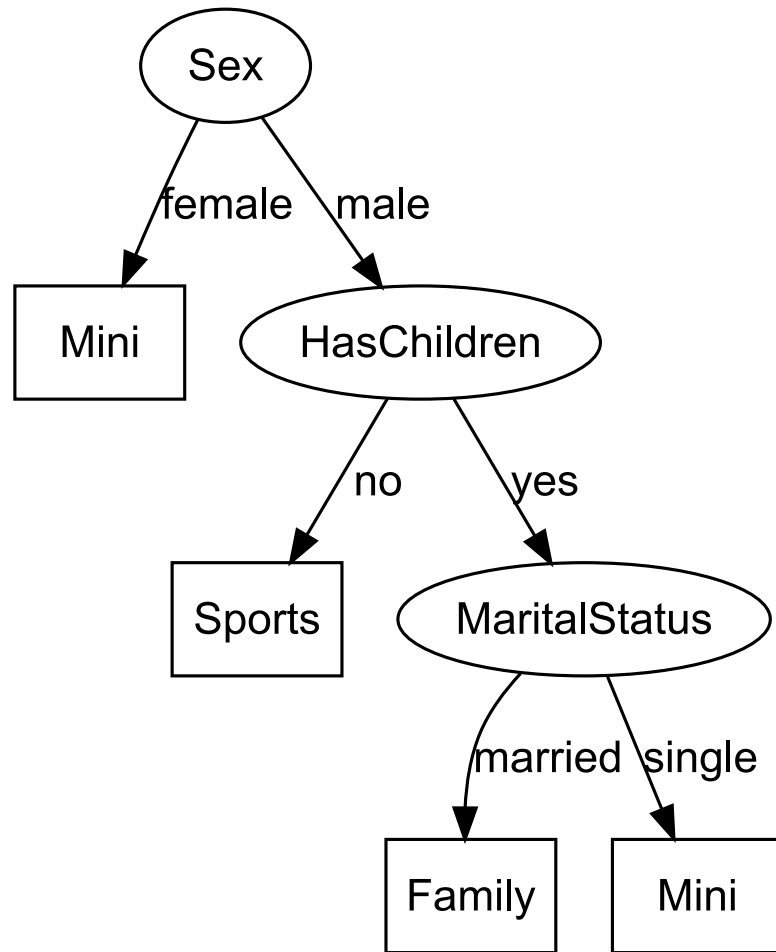 Sex
female
male
Mini
HasChildren
no
yes
Sports
MaritalStatus
married
single
Family
Mini